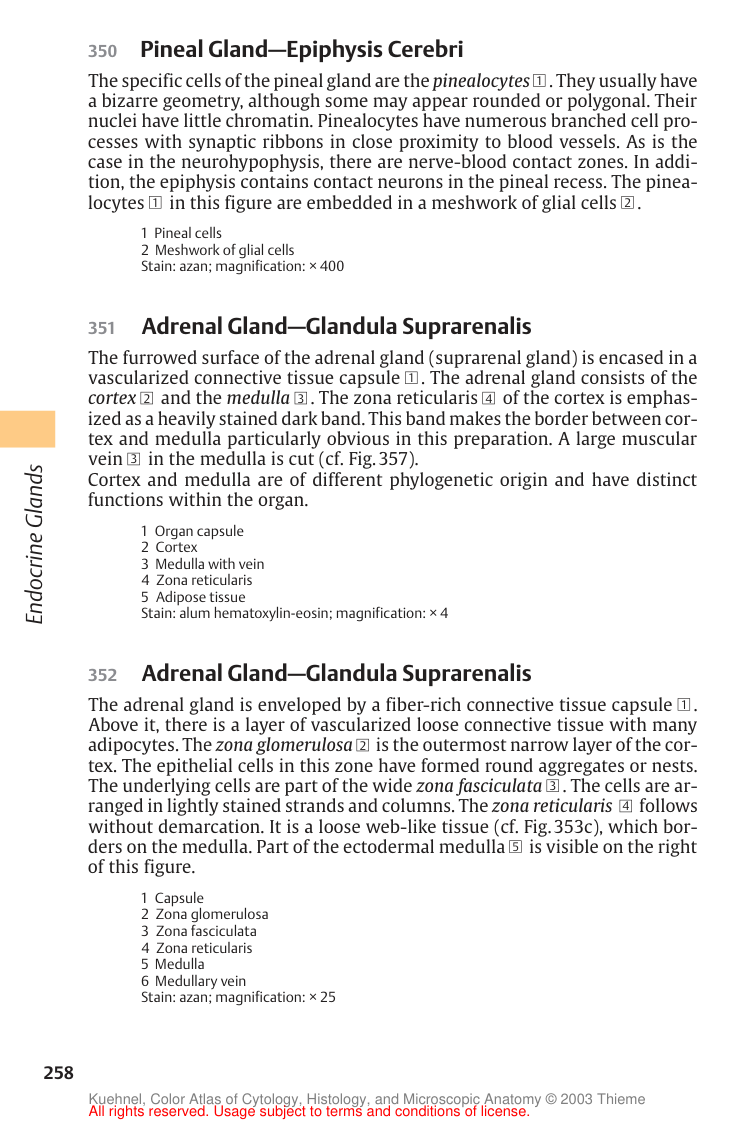 350 Pineal Gland—Epiphysis Cerebri
The specific cells of the pineal gland are the pinealocytes 1. They usually have
a bizarre geometry, although some may appear rounded or polygonal. Their
nuclei have little chromatin. Pinealocytes have numerous branched cell pro-
cesses with synaptic ribbons in close proximity to blood vessels. As is the
case in the neurohypophysis, there are nerve-blood contact zones. In addi-
tion, the epiphysis contains contact neurons in the pineal recess. The pinea-
locytes 1 in this figure are embedded in a meshwork of glial cells 2.
1 Pineal cells
2 Meshwork of glial cells
Stain: azan; magnification: × 400
351 Adrenal Gland—Glandula Suprarenalis
The furrowed surface of the adrenal gland (suprarenal gland) is encased in a
vascularized connective tissue capsule 1. The adrenal gland consists of the
cortex 2 and the medulla 3. The zona reticularis 4 of the cortex is emphas-
ized as a heavily stained dark band. This band makes the border between cor-
tex and medulla particularly obvious in this preparation. A large muscular
vein 3 in the medulla is cut (cf. Fig. 357).
Cortex and medulla are of different phylogenetic origin and have distinct
functions within the organ.
1 Organ capsule
2 Cortex
3 Medulla with vein
4 Zona reticularis
5 Adipose tissue
Stain: alum hematoxylin-eosin; magnification: × 4
Endocrine Glands
352 Adrenal Gland—Glandula Suprarenalis
The adrenal gland is enveloped by a fiber-rich connective tissue capsule 1.
Above it, there is a layer of vascularized loose connective tissue with many
adipocytes. The zona glomerulosa 2 is the outermost narrow layer of the cor-
tex. The epithelial cells in this zone have formed round aggregates or nests.
The underlying cells are part of the wide zona fasciculata 3. The cells are ar-
ranged in lightly stained strands and columns. The zona reticularis 4 follows
without demarcation. It is a loose web-like tissue (cf. Fig. 353c), which bor-
ders on the medulla. Part of the ectodermal medulla 5 is visible on the right
of this figure.
1 Capsule
2 Zona glomerulosa
3 Zona fasciculata
4 Zona reticularis
5 Medulla
6 Medullary vein
Stain: azan; magnification: × 25
258
Kuehnel, Color Atlas of Cytology, Histology, and Microscopic Anatomy © 2003 Thieme
All rights reserved. Usage subject to terms and conditions of license.